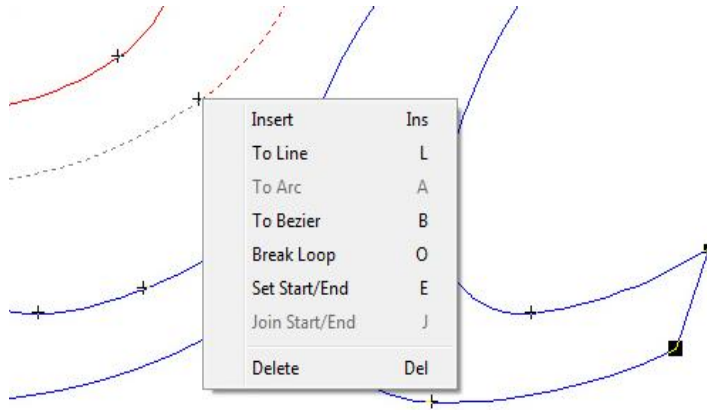 Insert Ins
To Line L
To Arc A
To Bezier B
Break Loop O
Set Start/End E
Join Start/End J
Delete Del